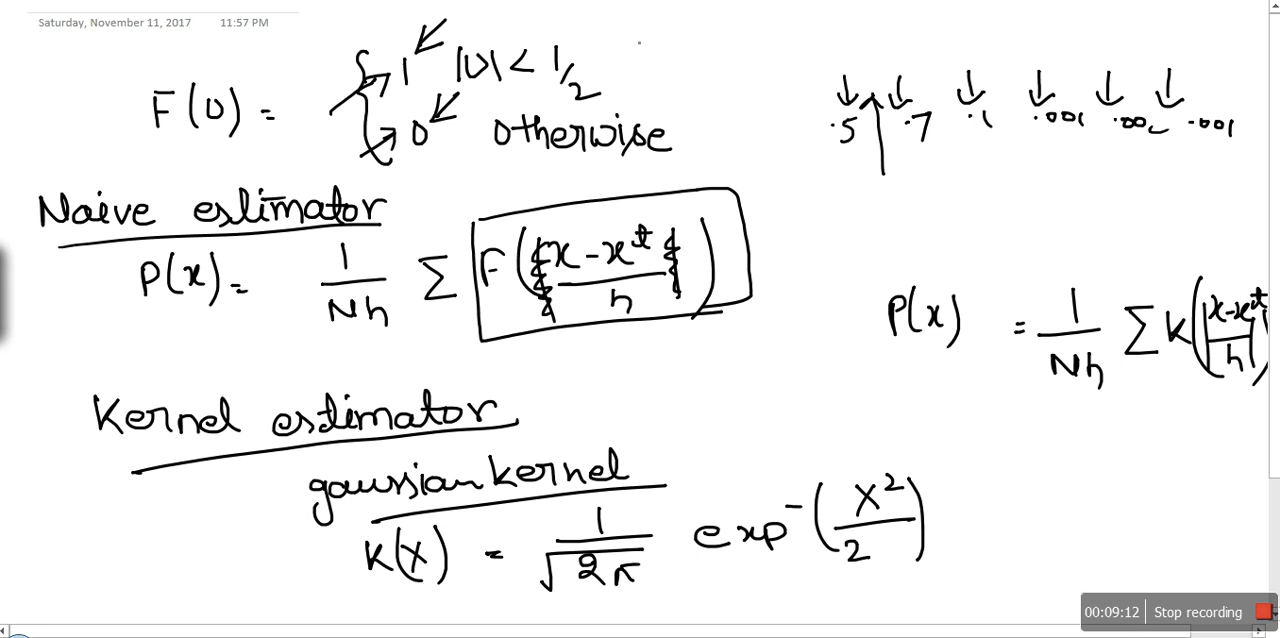 Saturday, November 11, 2017 11:57 PM
F(υ) = { 1 |υ| < 1/2
0 otherwise
.5 .7 .1 .001 .002 .001
Naive estimator
P(x) = 1/Nh Σ F((x - x^t)/h)
P(x) = 1/Nh Σ K(|x-x^t|/h)
Kernel estimator
gaussian kernel
K(x) = 1/√2π exp^-(x^2/2)
00:09:12 Stop recording